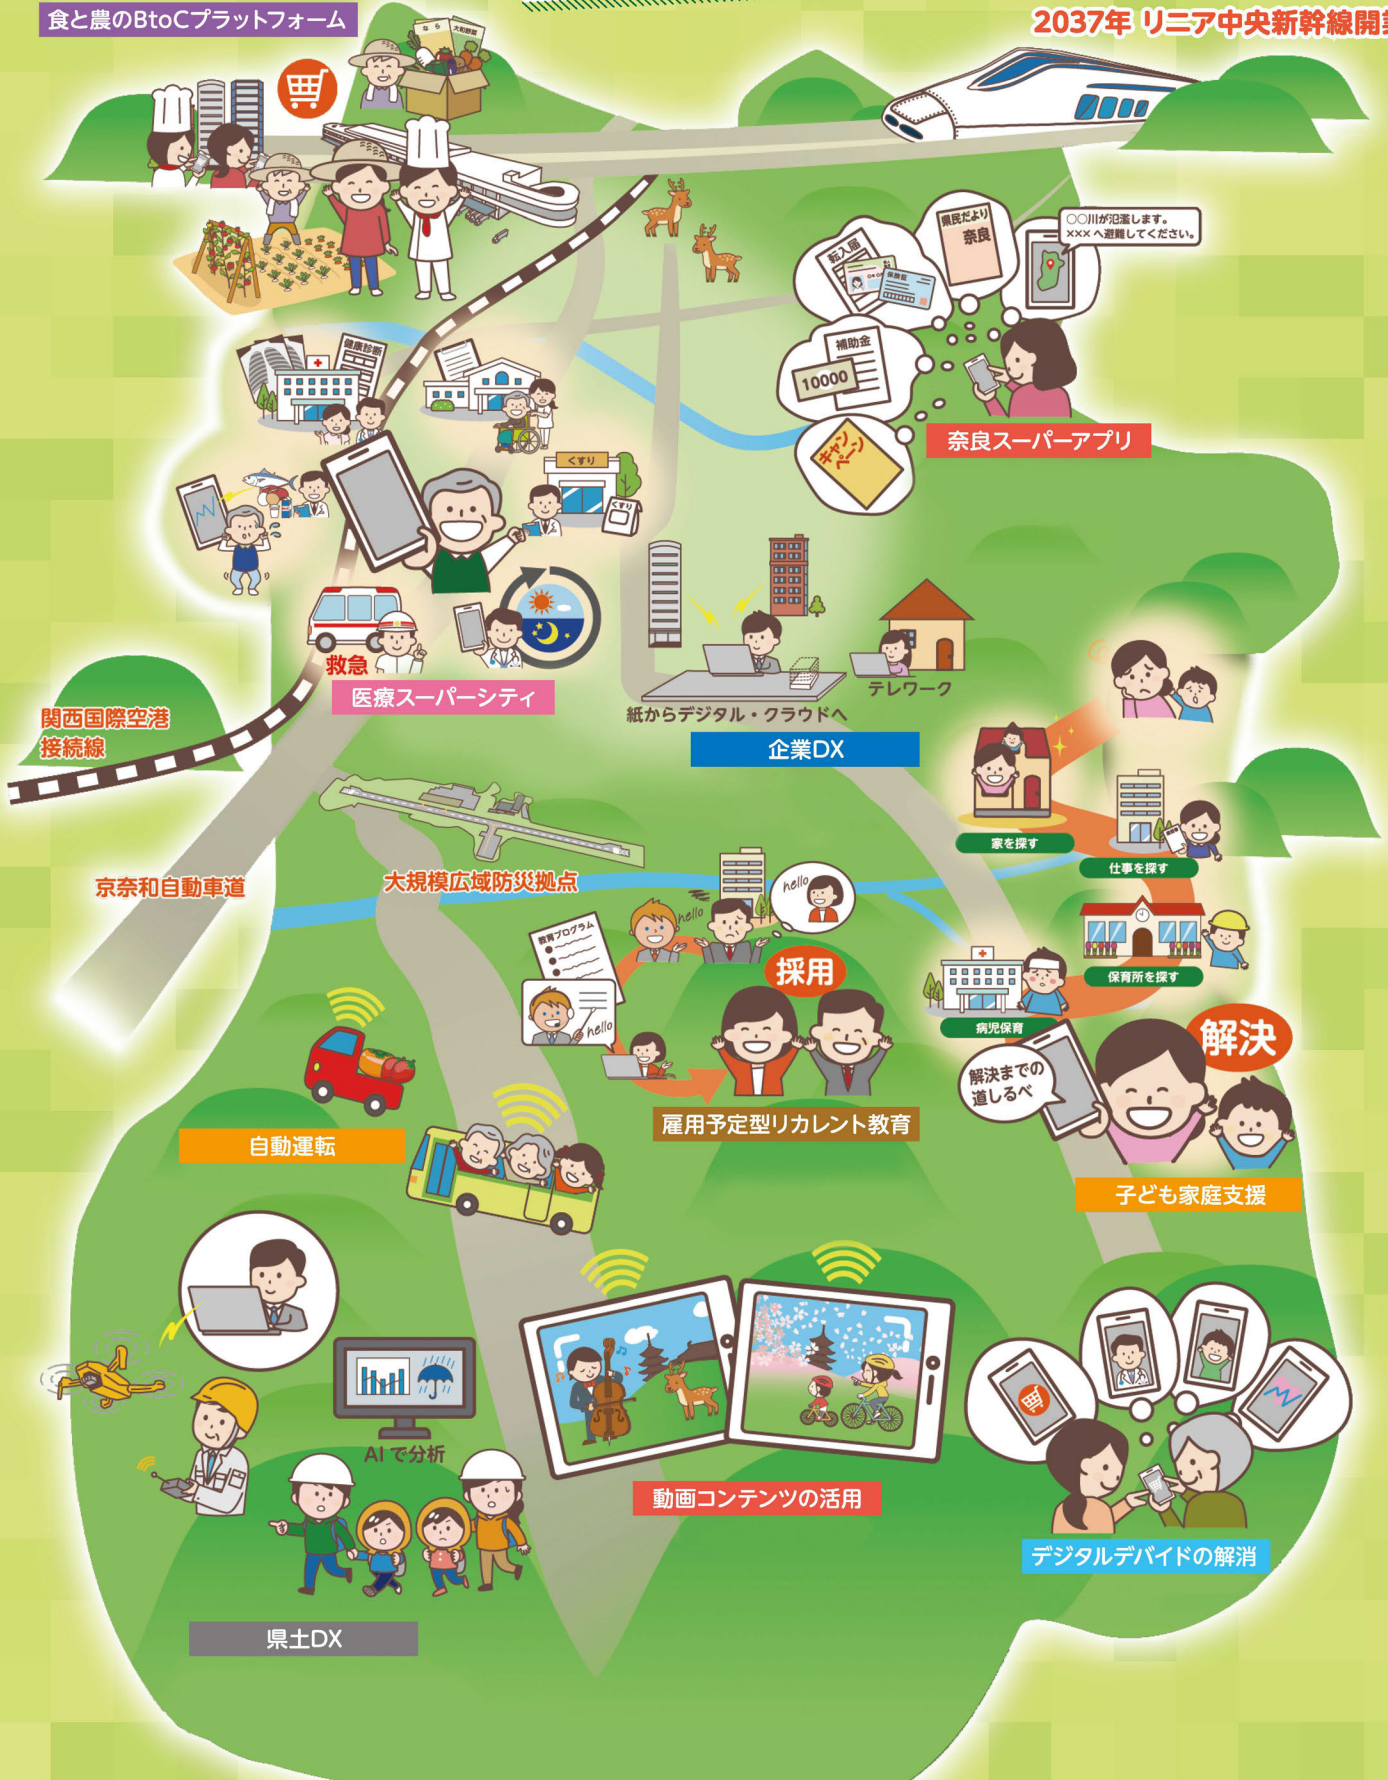 食と農のBtoCプラットフォーム
2037年 リニア中央新幹線開業
なら
大和野菜
転入届
保険証
県民だより
奈良
○○川が氾濫します。
×××へ避難してください。
補助金
10000
キャン
ペーン
奈良スーパーアプリ
健康診断
くすり
くすり
救急
医療スーパーシティ
紙からデジタル・クラウドへ
テレワーク
企業DX
関西国際空港
接続線
京奈和自動車道
大規模広域防災拠点
家を探す
仕事を探す
保育所を探す
病児保育
解決までの
道しるべ
解決
子ども家庭支援
教育プログラム
hello
hello
hello
採用
雇用予定型リカレント教育
自動運転
AIで分析
県土DX
動画コンテンツの活用
デジタルデバイドの解消